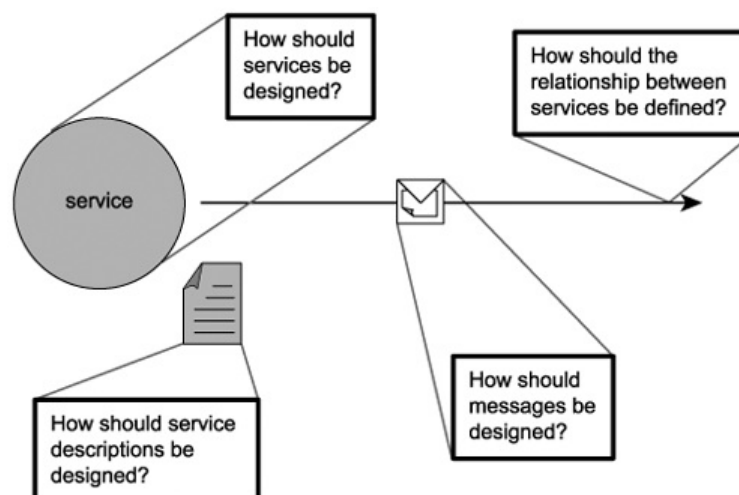 How should
services be
designed?
How should the
relationship between
services be defined?
service
How should
messages be
designed?
How should service
descriptions be
designed?